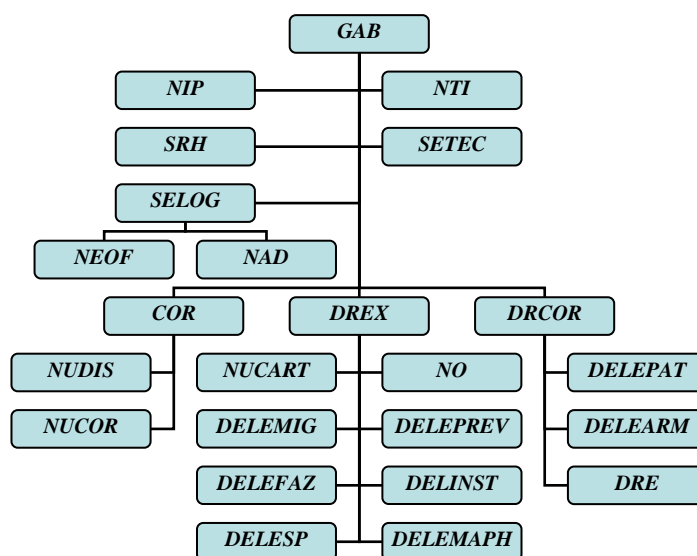 GAB
NIP
NTI
SRH
SETEC
SELOG
NEOF
NAD
COR
DREX
DRCOR
NUDIS
NUCART
NO
DELEPAT
NUCOR
DELEMIG
DELEPREV
DELEARM
DELEFAZ
DELINST
DRE
DELESP
DELEMAPH